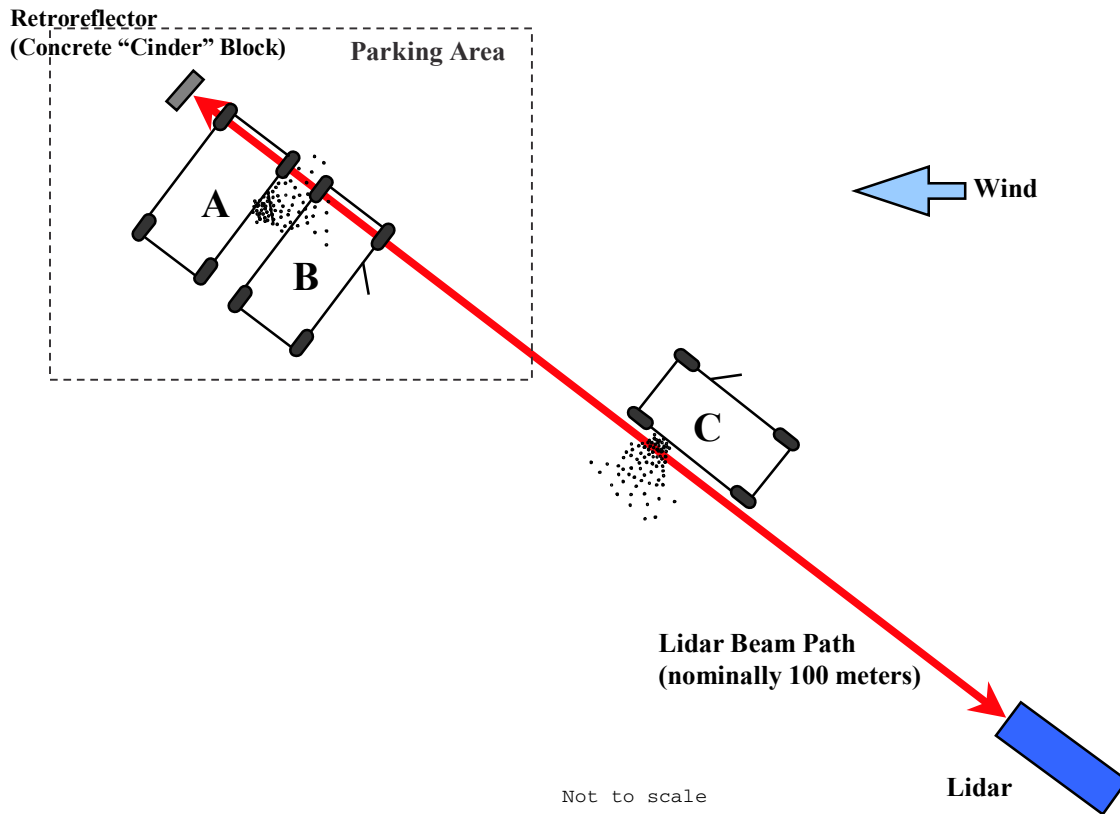 Retroreflector
(Concrete “Cinder” Block)
Parking Area
Wind
A
B
C
Lidar Beam Path
(nominally 100 meters)
Lidar
Not to scale